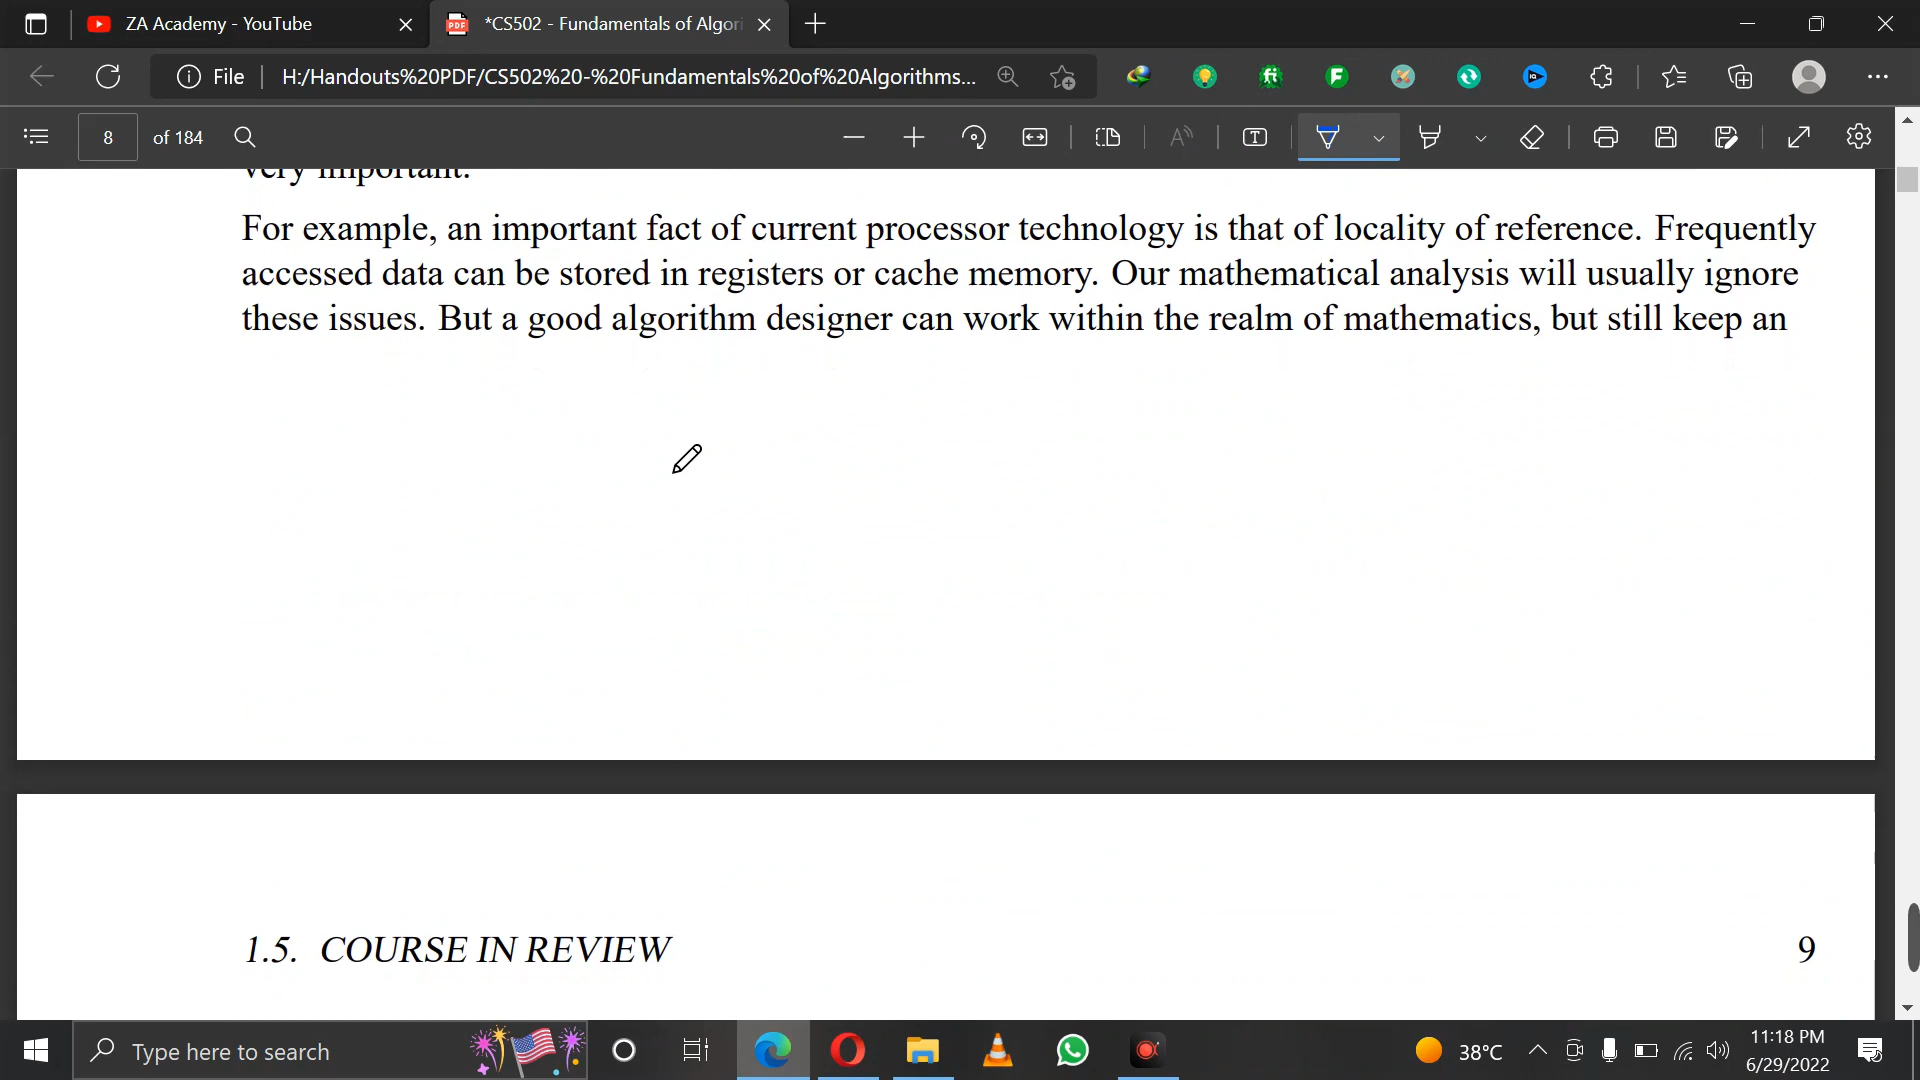 ZA Academy - YouTube
*CS502 - Fundamentals of Algori
File
H:/Handouts%20PDF/CS502%20-%20Fundamentals%20of%20Algorithms...
8 of 184
very important.
For example, an important fact of current processor technology is that of locality of reference. Frequently
accessed data can be stored in registers or cache memory. Our mathematical analysis will usually ignore
these issues. But a good algorithm designer can work within the realm of mathematics, but still keep an
1.5. COURSE IN REVIEW 9
Type here to search
38°C
11:18 PM
6/29/2022